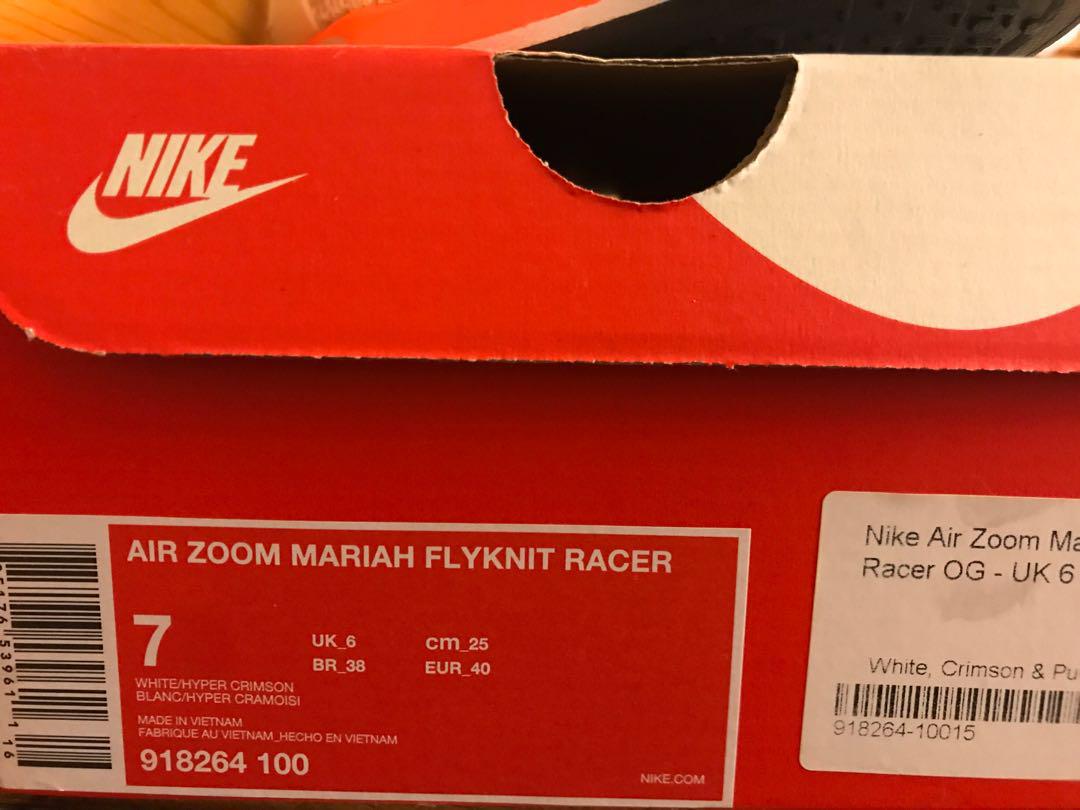 NIKE
AIR ZOOM MARIAH FLYKNIT RACER
7
UK_6 cm_25
BR_38 EUR_40
WHITE/HYPER CRIMSON
BLANC/HYPER CRAMOISI
MADE IN VIETNAM
FABRIQUE AU VIETNAM_HECHO EN VIETNAM
918264 100
NIKE.COM
Nike Air Zoom Ma
Racer OG - UK 6
White, Crimson & Pu
918264-10015